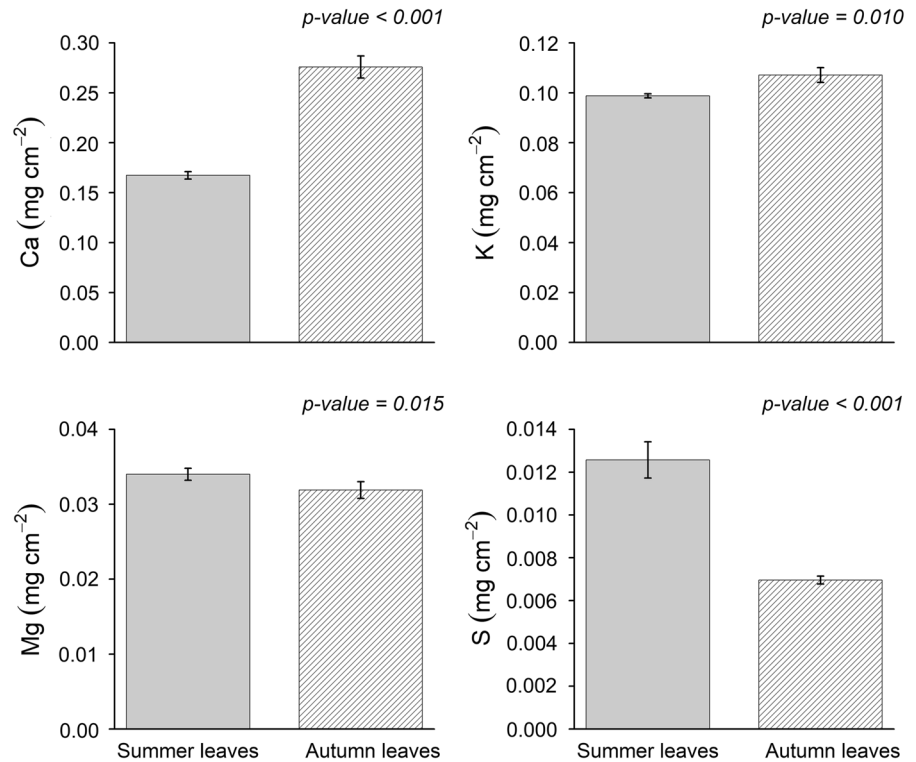 p-value < 0.001
0.30
0.25
0.20
0.15
0.10
0.05
0.00
Ca (mg cm−2)
p-value = 0.010
0.12
0.10
0.08
0.06
0.04
0.02
0.00
K (mg cm−2)
p-value = 0.015
0.04
0.03
0.02
0.01
0.00
Mg (mg cm−2)
Summer leaves Autumn leaves
p-value < 0.001
0.014
0.012
0.010
0.008
0.006
0.004
0.002
0.000
S (mg cm−2)
Summer leaves Autumn leaves